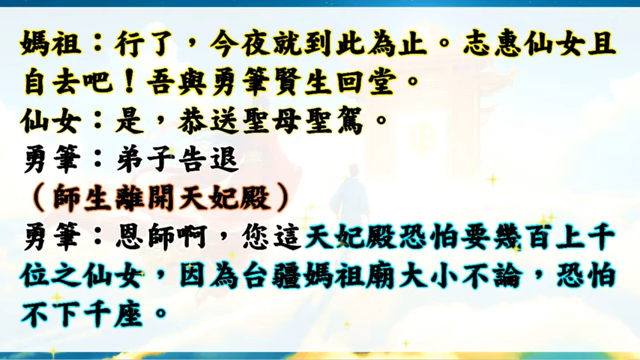 媽祖：行了，今夜就到此為止。志惠仙女且
自去吧！吾與勇筆賢生回堂。
仙女：是，恭送聖母聖駕。
勇筆：弟子告退
（師生離開天妃殿）
勇筆：恩師啊，您這天妃殿恐怕要幾百上千
位之仙女，因為台疆媽祖廟大小不論，恐怕
不下千座。